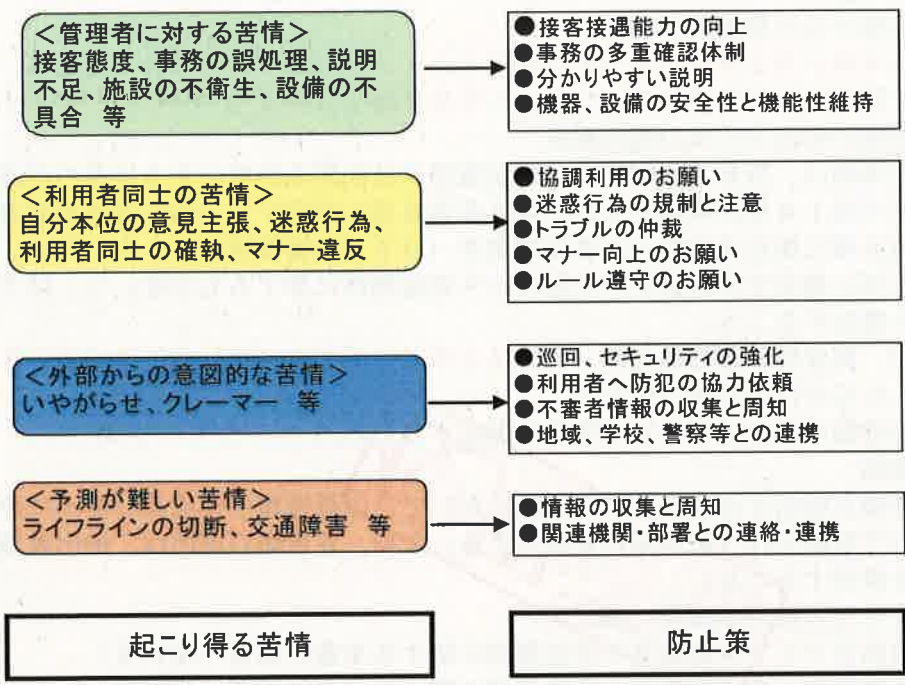 ＜管理者に対する苦情＞
接客態度、事務の誤処理、説明
不足、施設の不衛生、設備の不
具合　等
●接客接遇能力の向上
●事務の多重確認体制
●分かりやすい説明
●機器、設備の安全性と機能性維持
＜利用者同士の苦情＞
自分本位の意見主張、迷惑行為、
利用者同士の確執、マナー違反
●協調利用のお願い
●迷惑行為の規制と注意
●トラブルの仲裁
●マナー向上のお願い
●ルール遵守のお願い
＜外部からの意図的な苦情＞
いやがらせ、クレーマー　等
●巡回、セキュリティの強化
●利用者へ防犯の協力依頼
●不審者情報の収集と周知
●地域、学校、警察等との連携
＜予測が難しい苦情＞
ライフラインの切断、交通障害　等
●情報の収集と周知
●関連機関・部署との連絡・連携
起こり得る苦情
防止策